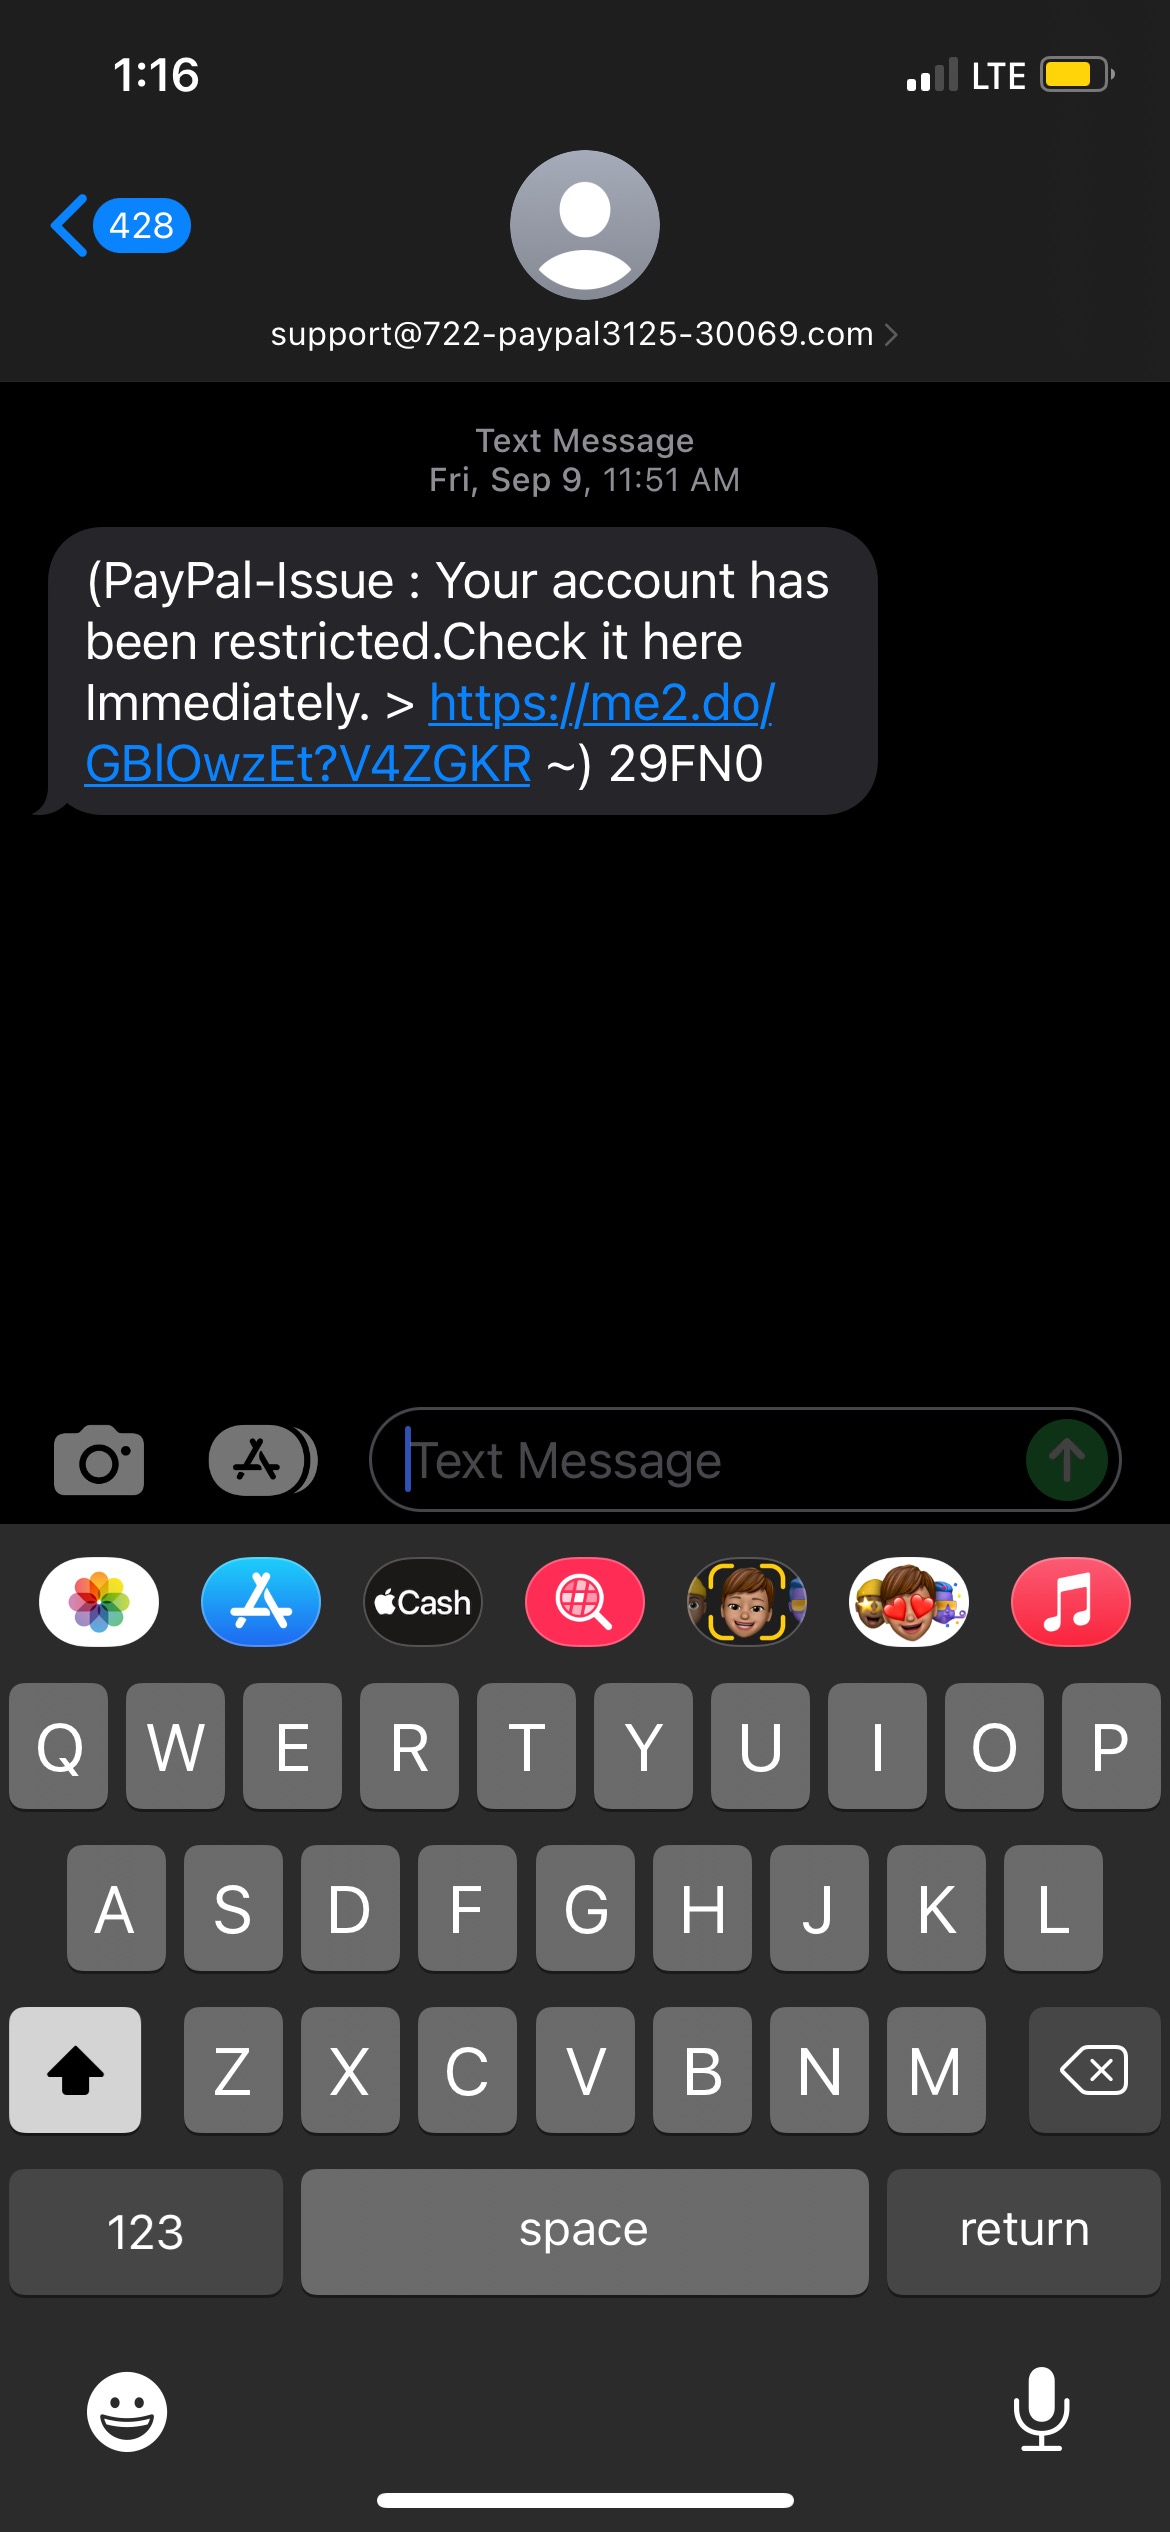 1:16
LTE
428
support@722-paypal3125-30069.com
Text Message
Fri, Sep 9, 11:51 AM
(PayPal-Issue : Your account has
been restricted.Check it here
Immediately. > https://me2.do/
GBlOwzEt?V4ZGKR ~) 29FN0
Text Message
Cash
Q W E R T Y U I O P
A S D F G H J K L
Z X C V B N M
123 space return